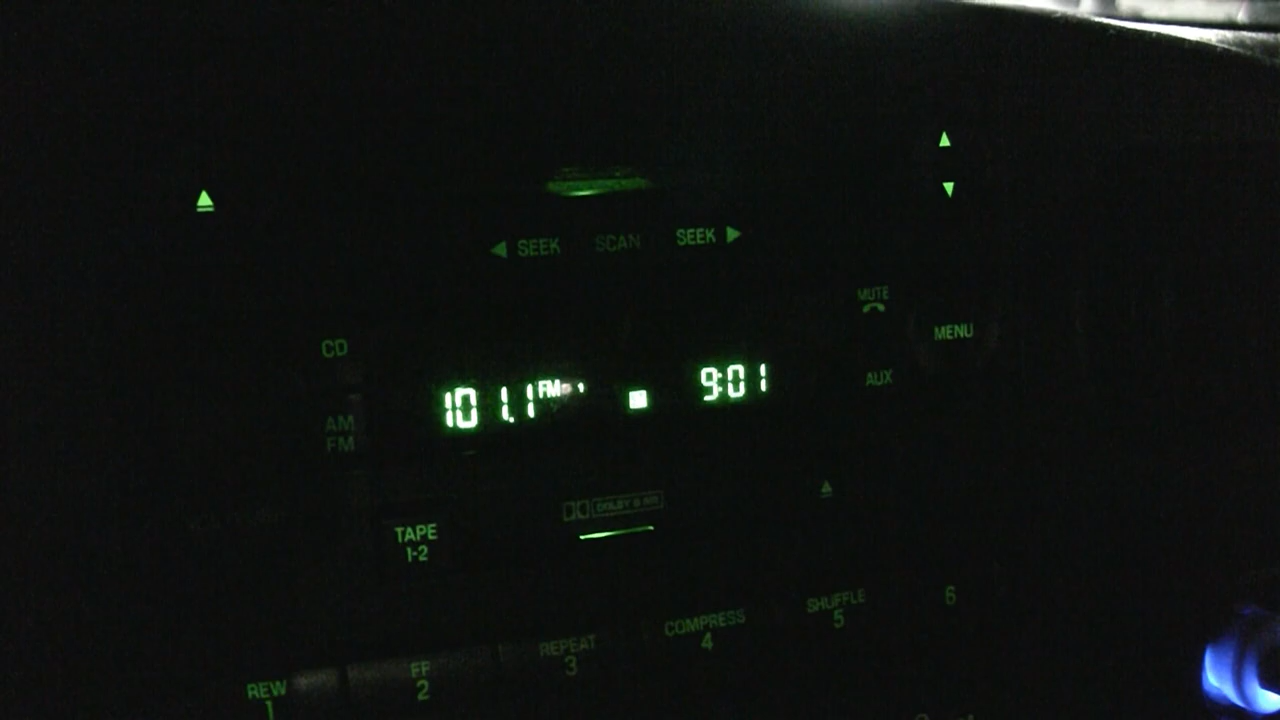 SEEK SCAN SEEK
MUTE
MENU
CD
101.1 FM 1 9:01
AUX
AM
FM
DOLBY B NR
TAPE
1-2
REW
1
FF
2
REPEAT
3
COMPRESS
4
SHUFFLE
5
6